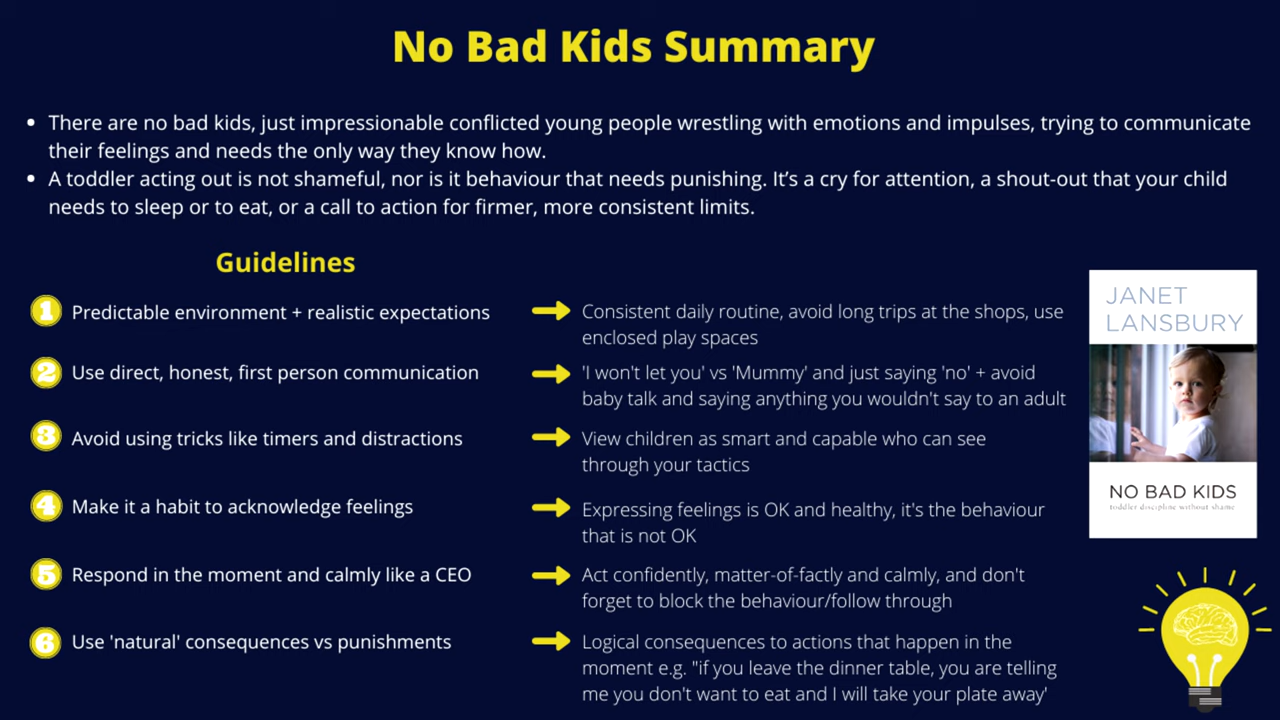 No Bad Kids Summary
• There are no bad kids, just impressionable conflicted young people wrestling with emotions and impulses, trying to communicate
their feelings and needs the only way they know how.
• A toddler acting out is not shameful, nor is it behaviour that needs punishing. It's a cry for attention, a shout-out that your child
needs to sleep or to eat, or a call to action for firmer, more consistent limits.
Guidelines
1 Predictable environment + realistic expectations
Consistent daily routine, avoid long trips at the shops, use
enclosed play spaces
2 Use direct, honest, first person communication
'I won't let you' vs 'Mummy' and just saying 'no' + avoid
baby talk and saying anything you wouldn't say to an adult
3 Avoid using tricks like timers and distractions
View children as smart and capable who can see
through your tactics
4 Make it a habit to acknowledge feelings
Expressing feelings is OK and healthy, it's the behaviour
that is not OK
5 Respond in the moment and calmly like a CEO
Act confidently, matter-of-factly and calmly, and don't
forget to block the behaviour/follow through
6 Use 'natural' consequences vs punishments
Logical consequences to actions that happen in the
moment e.g. "if you leave the dinner table, you are telling
me you don't want to eat and I will take your plate away'
JANET
LANSBURY
NO BAD KIDS
toddler discipline without shame